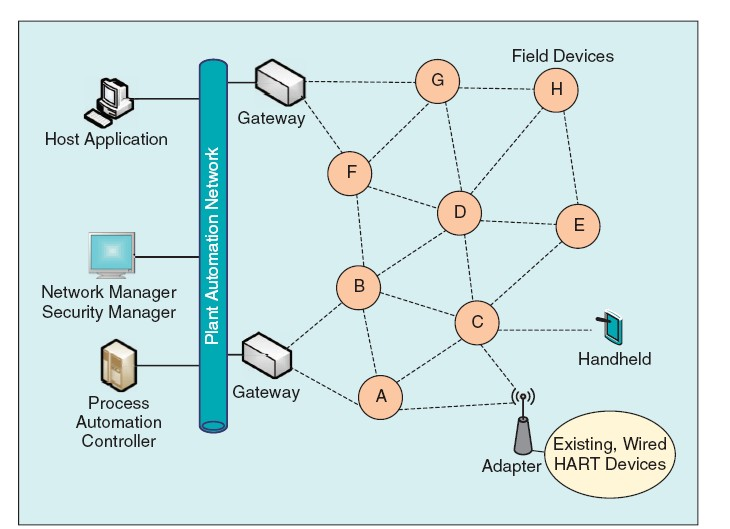 Field Devices
G
H
Gateway
Host Application
F
Plant Automation Network
D
E
B
Network Manager
Security Manager
C
Handheld
Gateway
A
Process
Automation
Controller
Adapter
Existing, Wired
HART Devices